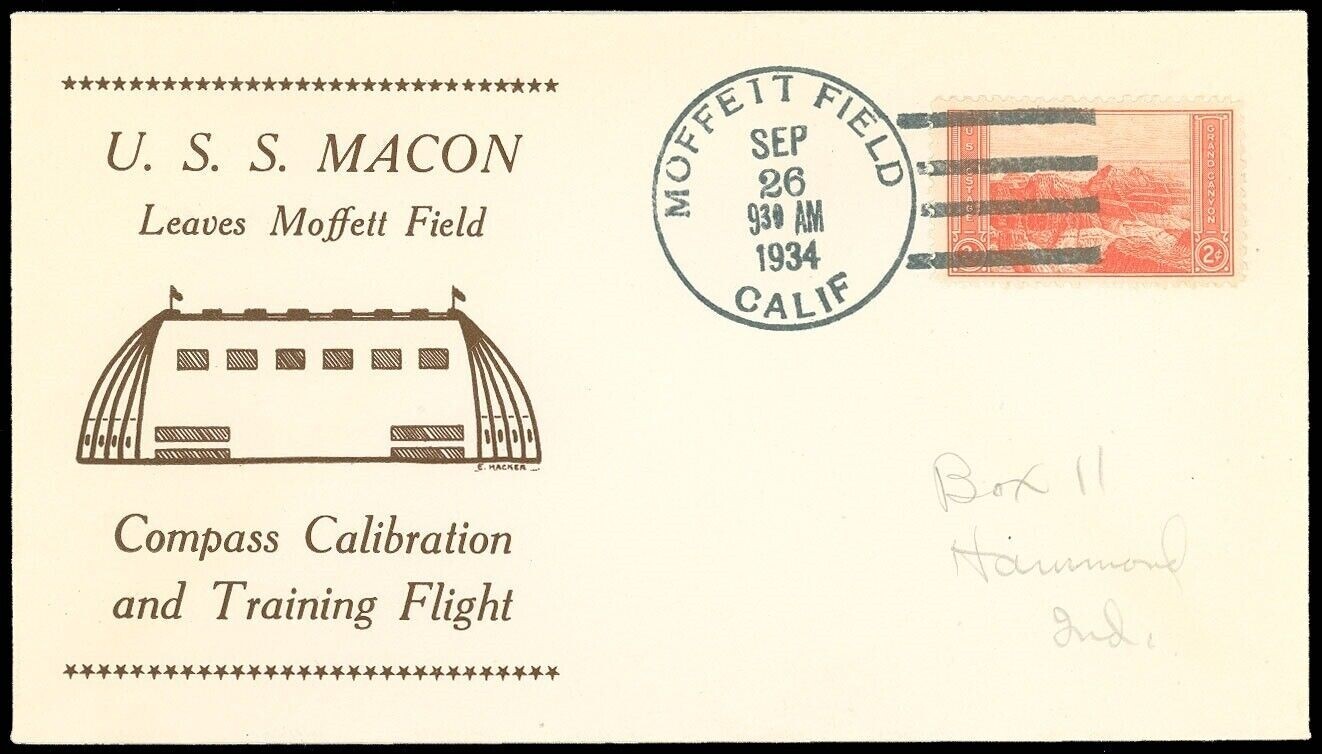 U. S. S. MACON
Leaves Moffett Field
E. HACKER
Compass Calibration
and Training Flight
MOFFETT FIELD
SEP
26
930 AM
1934
CALIF
U S POSTAGE
GRAND CANYON
2 2¢
Box 11
Hammond
Ind.